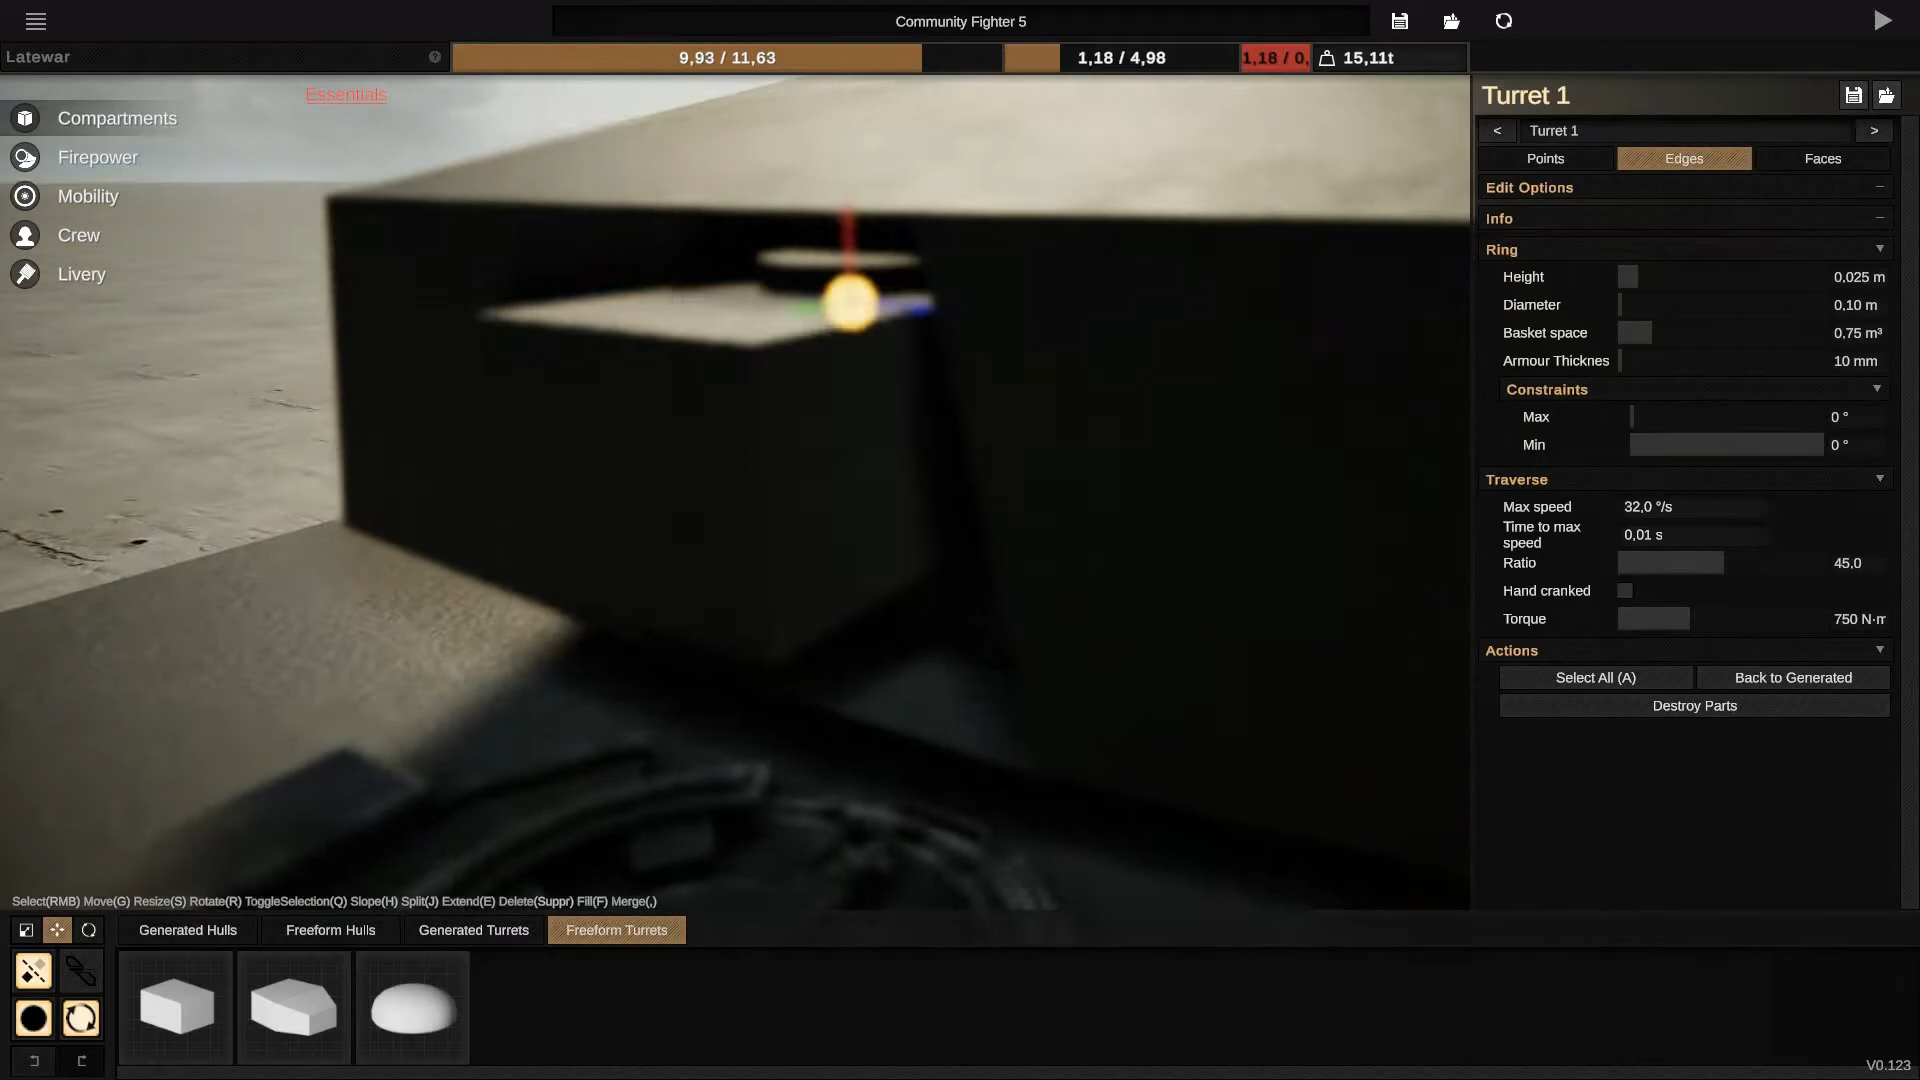 Community Fighter 5
Latewar
9,93 / 11,63
1,18 / 4,98
1,18 / 0,
15,11t
Essentials
Compartments
Firepower
Mobility
Crew
Livery
Turret 1
<
Turret 1
>
Points
Edges
Faces
Edit Options
Info
Ring
Height
0,025 m
Diameter
0,10 m
Basket space
0,75 m³
Armour Thicknes
10 mm
Constraints
Max
0 °
Min
0 °
Traverse
Max speed
32,0 °/s
Time to max speed
0,01 s
Ratio
45,0
Hand cranked
Torque
750 N·m
Actions
Select All (A)
Back to Generated
Destroy Parts
Select(RMB) Move(G) Resize(S) Rotate(R) ToggleSelection(Q) Slope(H) Split(J) Extend(E) Delete(Suppr) Fill(F) Merge(,)
Generated Hulls
Freeform Hulls
Generated Turrets
Freeform Turrets
V0.123